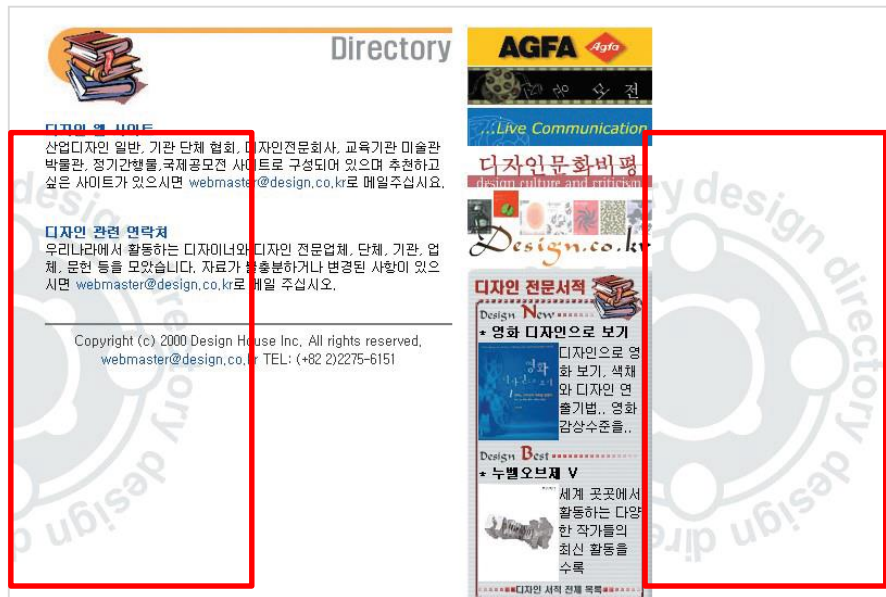 Directory
디자인 웹 사이트
산업디자인 일반, 기관 단체 협회, 디자인전문회사, 교육기관 미술관
박물관, 정기간행물,국제공모전 사이트로 구성되어 있으며 추천하고
싶은 사이트가 있으시면 webmaster@design.co.kr로 메일주십시요.
디자인 관련 연락처
우리나라에서 활동하는 디자이너와 디자인 전문업체, 단체, 기관, 업
체, 문헌 등을 모았습니다. 자료가 불충분하거나 변경된 사항이 있으
시면 webmaster@design.co.kr로 메일 주십시오.
Copyright (c) 2000 Design House Inc. All rights reserved.
webmaster@design.co.kr TEL: (+82 2)2275-6151
AGFA Agfa
...Live Communication
디자인문화비평
design culture and criticism
Design.co.kr
디자인 전문서적
Design New
* 영화 디자인으로 보기
디자인으로 영
화 보기, 색채
와 디자인 연
출기법.. 영화
감상수준을..
Design Best
* 누벨오브제 V
세계 곳곳에서
활동하는 다양
한 작가들의
최신 활동을
수록
디자인 서적 전체 목록
design directory design
y design directory design direc